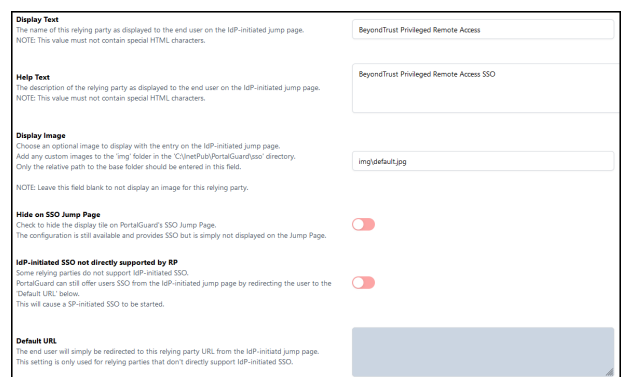 Display Text
The name of this relying party as displayed to the end user on the IdP-initiated jump page.
NOTE: This value must not contain special HTML characters.
BeyondTrust Privileged Remote Access
Help Text
The description of the relying party as displayed to the end user on the IdP-initiated jump page.
NOTE: This value must not contain special HTML characters.
BeyondTrust Privileged Remote Access SSO
Display Image
Choose an optional image to display with the entry on the IdP-initiated jump page.
Add any custom images to the 'img' folder in the 'C:\InetPub\PortalGuard\sso' directory.
Only the relative path to the base folder should be entered in this field.
NOTE: Leave this field blank to not display an image for this relying party.
img\default.jpg
Hide on SSO Jump Page
Check to hide the display tile on PortalGuard's SSO Jump Page.
The configuration is still available and provides SSO but is simply not displayed on the Jump Page.
IdP-initiated SSO not directly supported by RP
Some relying parties do not support IdP-initiated SSO.
PortalGuard can still offer users SSO from the IdP-initiated jump page by redirecting the user to the
'Default URL' below.
This will cause a SP-initiated SSO to be started.
Default URL
The end user will simply be redirected to this relying party URL from the IdP-initiatd jump page.
This setting is only used for relying parties that don't directly support IdP-initiated SSO.